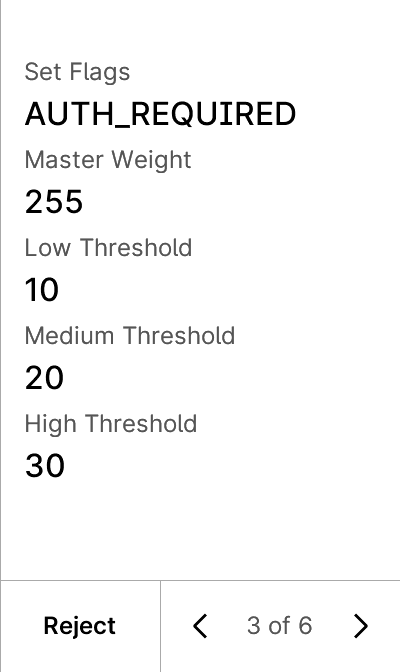 Set Flags
AUTH_REQUIRED
Master Weight
255
Low Threshold
10
Medium Threshold
20
High Threshold
30
Reject
3 of 6